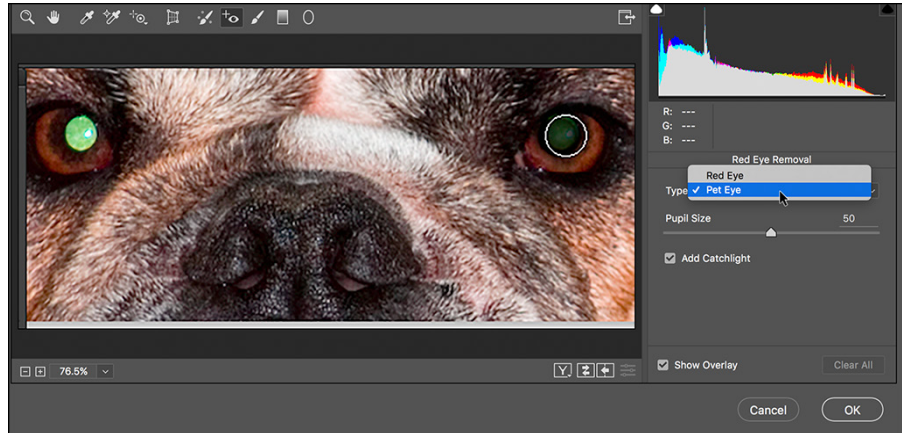 R: ---
G: ---
B: ---
Red Eye Removal
Type
Red Eye
✓ Pet Eye
Pupil Size 50
Add Catchlight
76.5%
Y
Show Overlay Clear All
Cancel OK